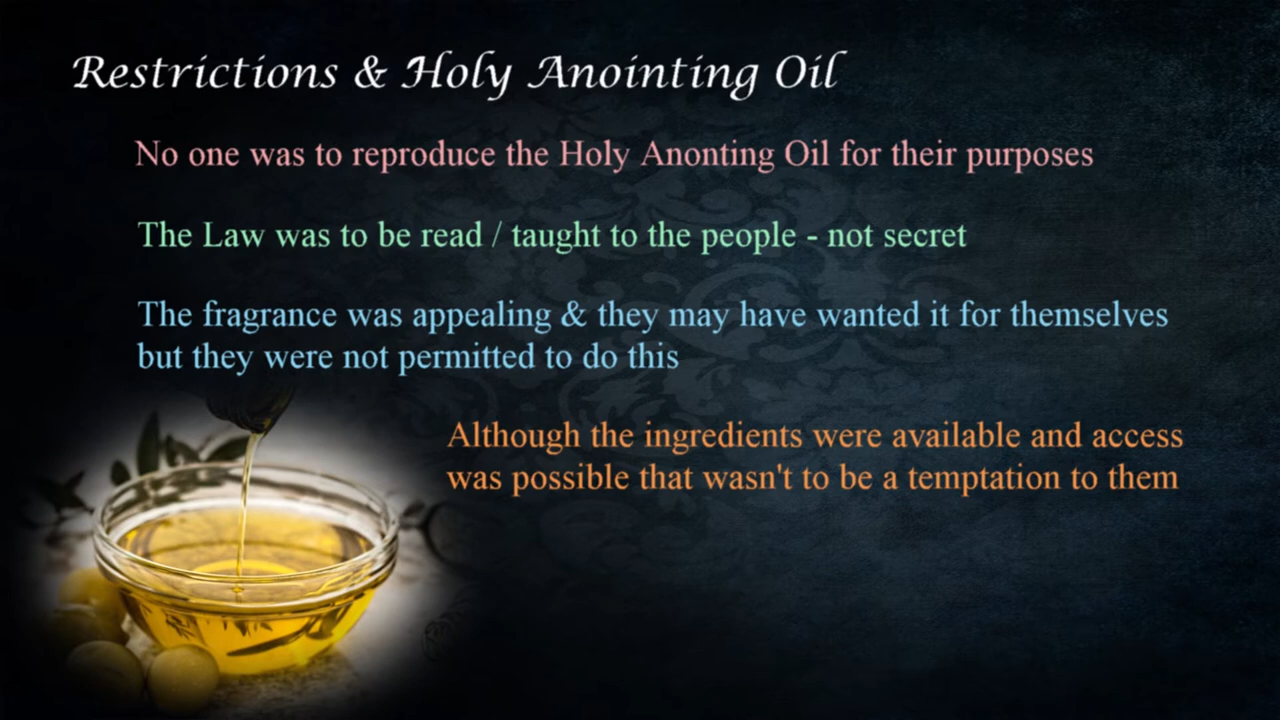 Restrictions & Holy Anointing Oil
No one was to reproduce the Holy Anonting Oil for their purposes
The Law was to be read / taught to the people - not secret
The fragrance was appealing & they may have wanted it for themselves
but they were not permitted to do this
Although the ingredients were available and access
was possible that wasn't to be a temptation to them